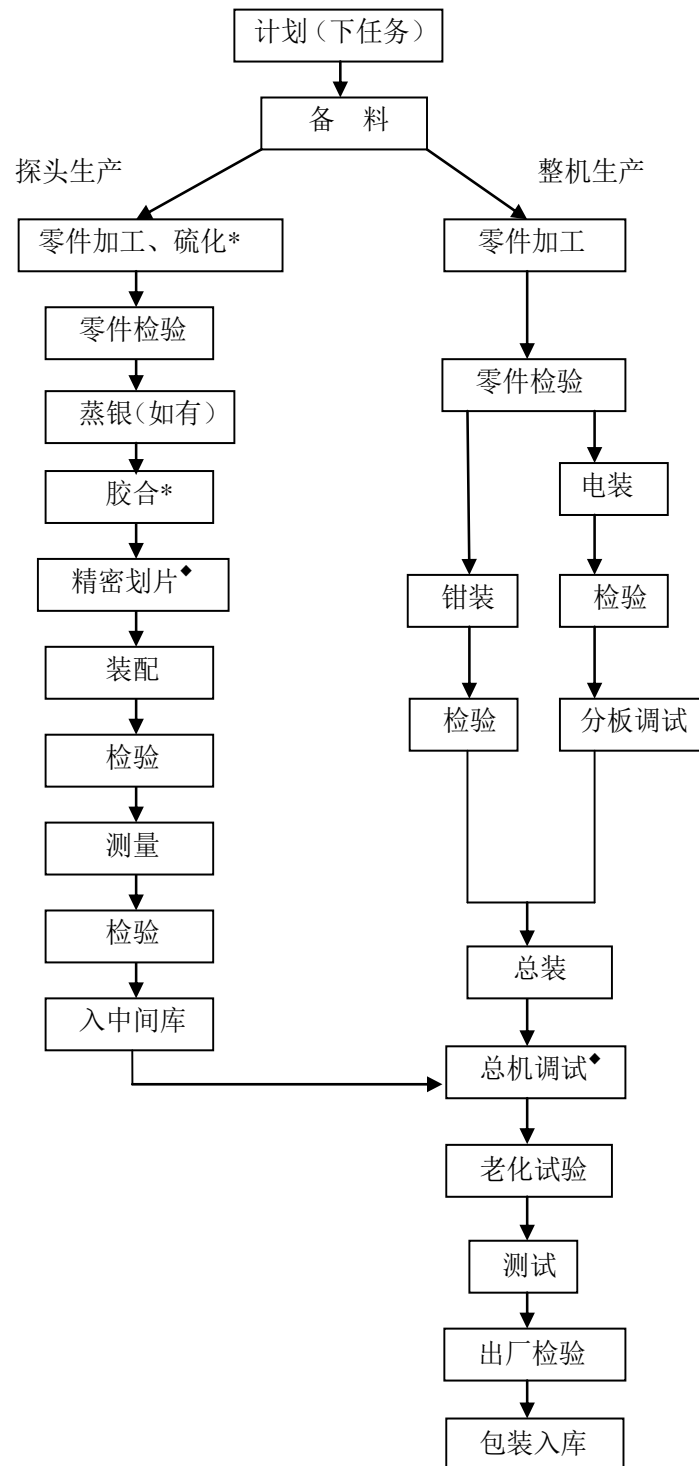 计划（下任务）
备 料
探头生产
整机生产
零件加工、硫化*
零件加工
零件检验
零件检验
蒸银（如有）
电装
胶合*
精密划片◆
钳装
检验
装配
检验
分板调试
检验
测量
检验
总装
入中间库
总机调试◆
老化试验
测试
出厂检验
包装入库